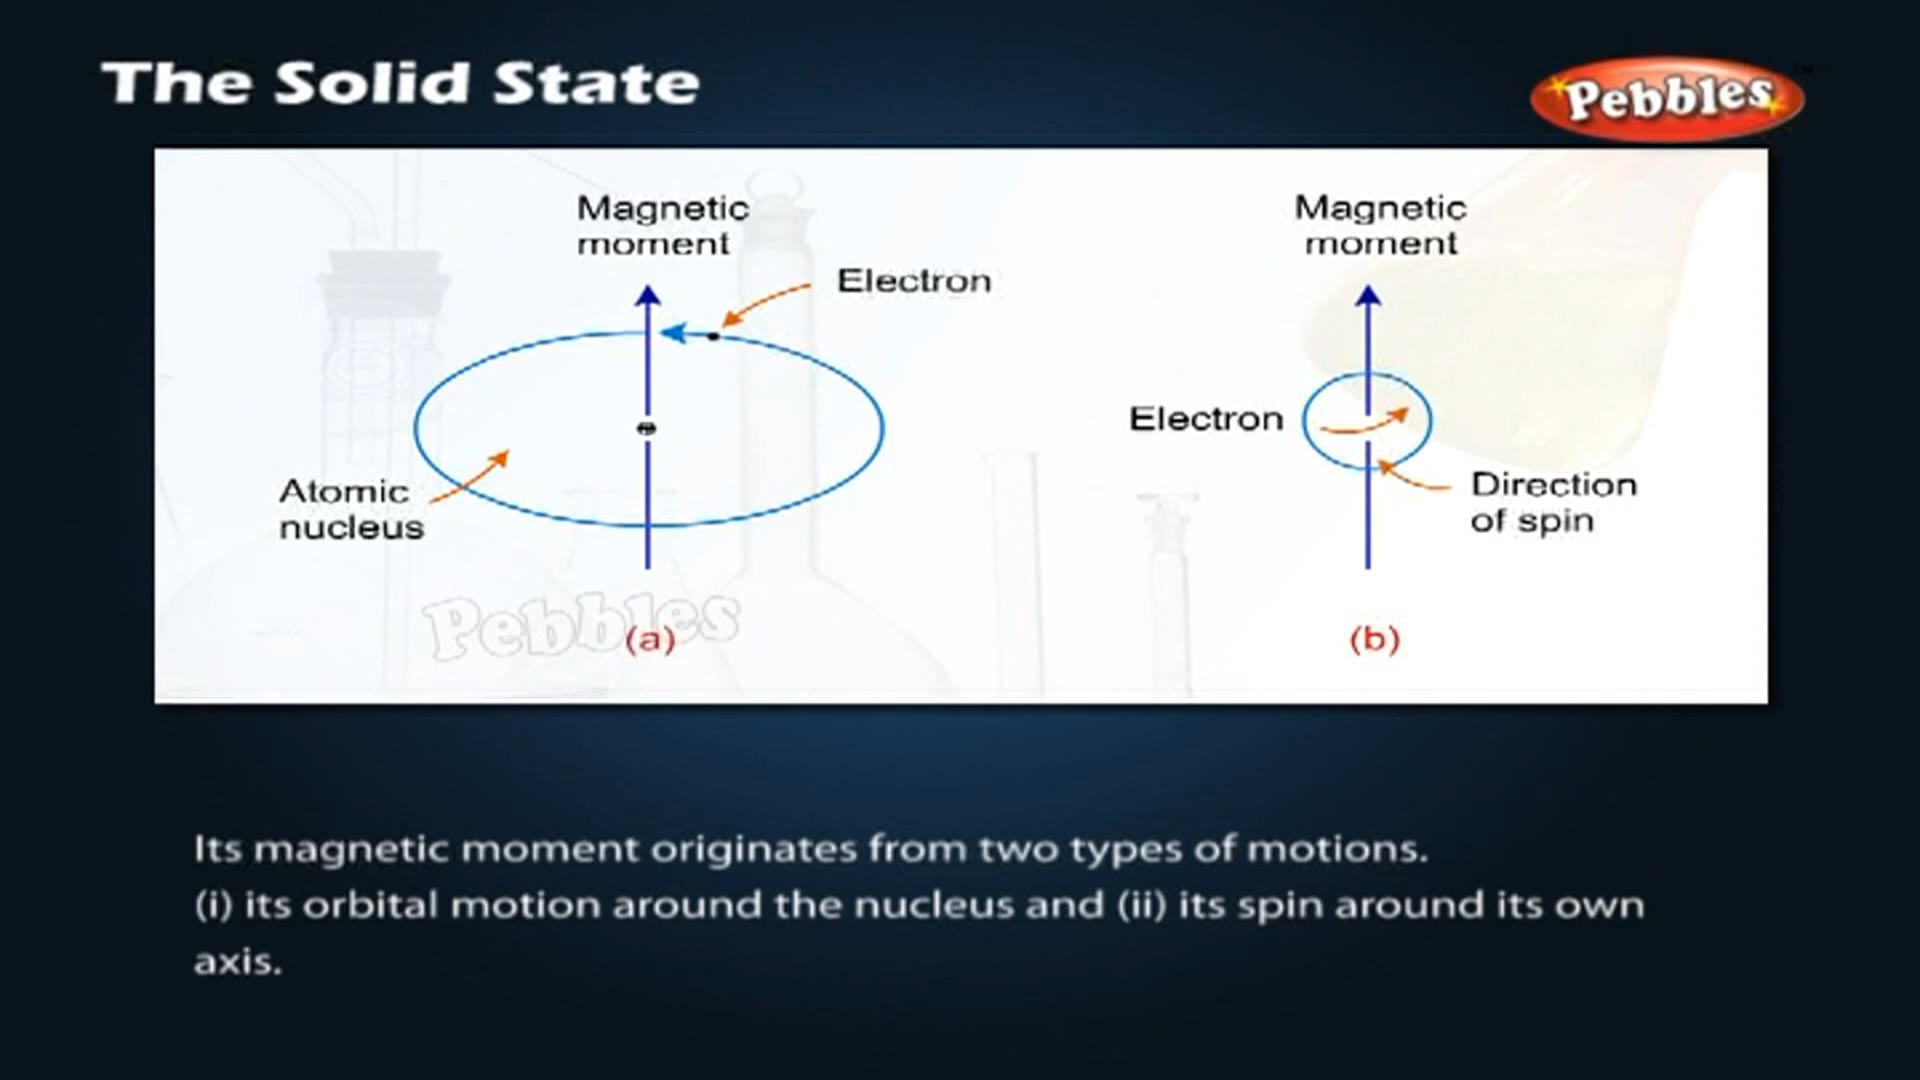 The Solid State
Pebbles
Magnetic
moment
Electron
Atomic
nucleus
Pebbles
(a)
Magnetic
moment
Electron
Direction
of spin
(b)
Its magnetic moment originates from two types of motions.
(i) its orbital motion around the nucleus and (ii) its spin around its own
axis.